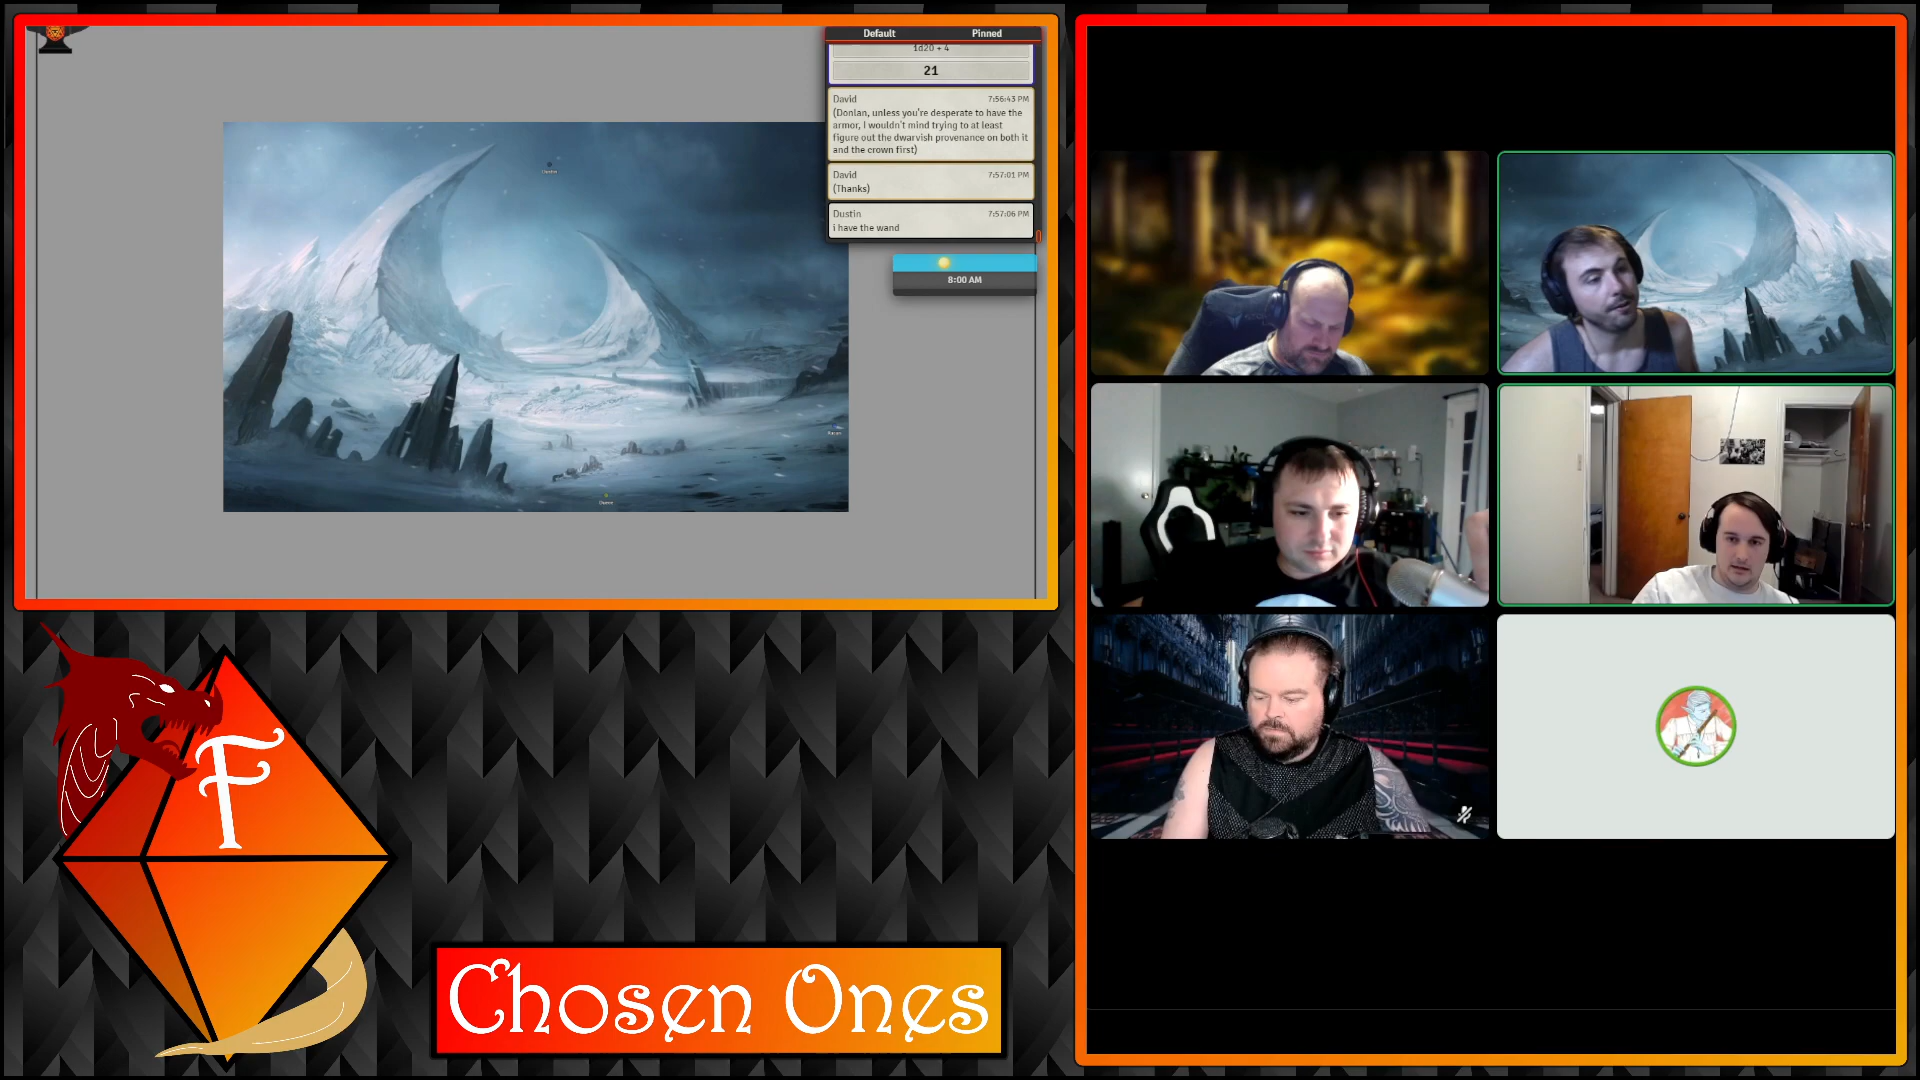 Default Pinned
1d20 + 4
21
David 7:56:43 PM
(Donlan, unless you're desperate to have the
armor, I wouldn't mind trying to at least
figure out the dwarvish provenance on both it
and the crown first)
David 7:57:01 PM
(Thanks)
Dustin 7:57:06 PM
i have the wand
8:00 AM
F
Chosen Ones